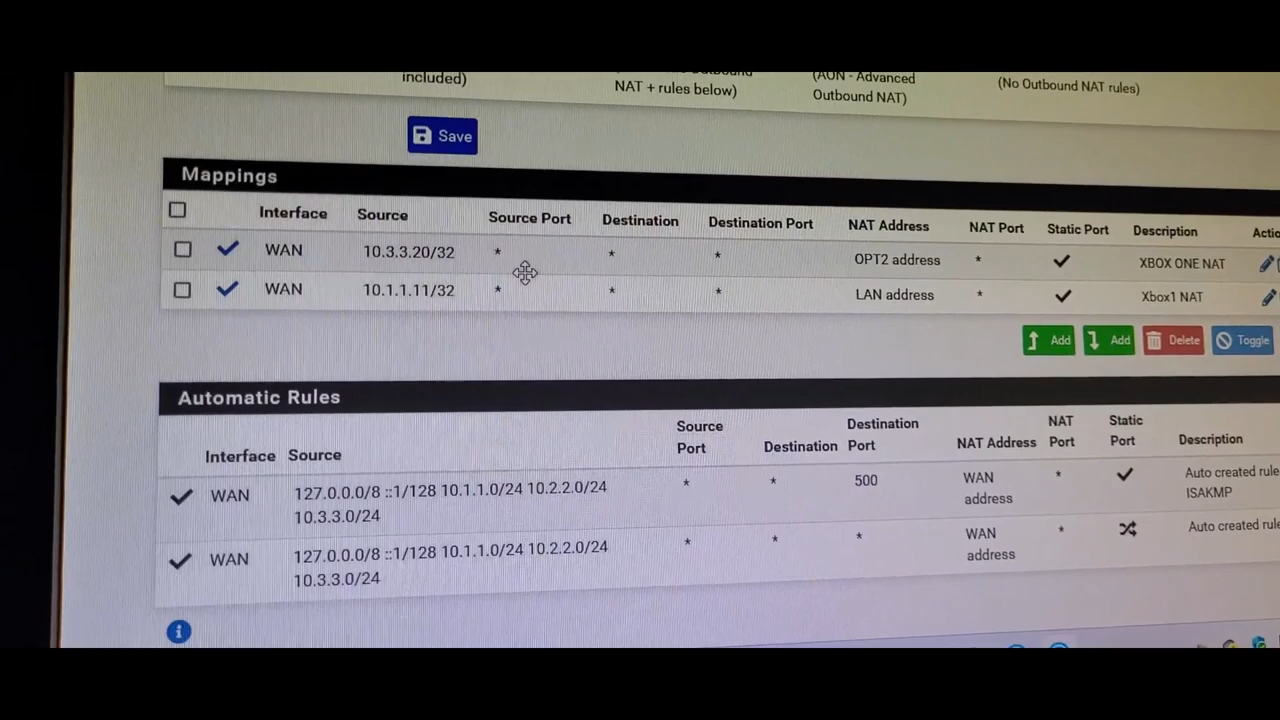 included)
NAT + rules below)
(AON - Advanced
Outbound NAT)
(No Outbound NAT rules)
Save
Mappings
Interface Source Source Port Destination Destination Port NAT Address NAT Port Static Port Description
WAN 10.3.3.20/32 * * * OPT2 address * XBOX ONE NAT
WAN 10.1.1.11/32 * * * LAN address * Xbox1 NAT
Add Add Delete Toggle
Automatic Rules
Interface Source Source Port Destination Destination Port NAT Address NAT Port Static Port Description
WAN 127.0.0.0/8 ::1/128 10.1.1.0/24 10.2.2.0/24 * * 500 WAN * Auto created rule
10.3.3.0/24 address ISAKMP
WAN 127.0.0.0/8 ::1/128 10.1.1.0/24 10.2.2.0/24 * * * WAN * Auto created rule
10.3.3.0/24 address